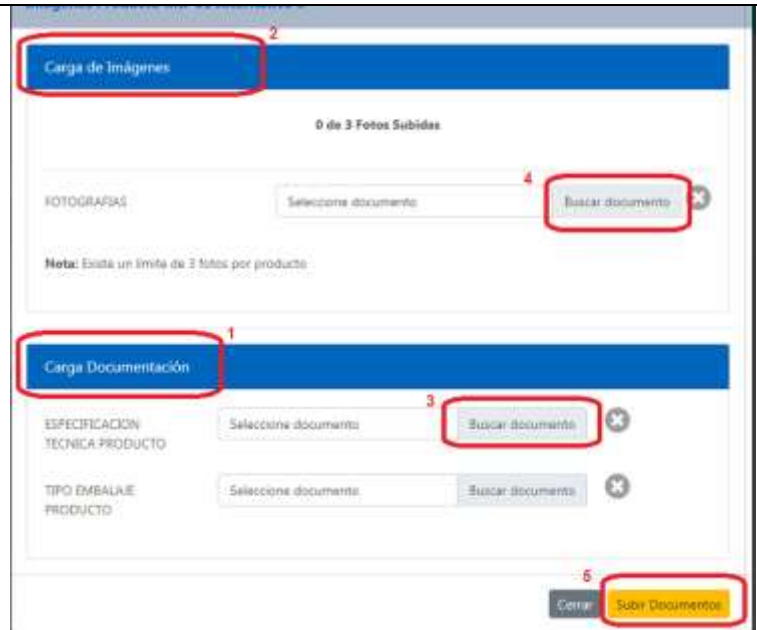 2
Carga de Imágenes
0 de 3 Fotos Subidas
4
FOTOGRAFIAS Seleccione documento Buscar documento
Nota: Existe un límite de 3 fotos por producto
1
Carga Documentación
3
ESPECIFICACION Seleccione documento Buscar documento
TECNICA PRODUCTO
TIPO EMBALAJE Seleccione documento Buscar documento
PRODUCTO
5
Cerrar Subir Documentos